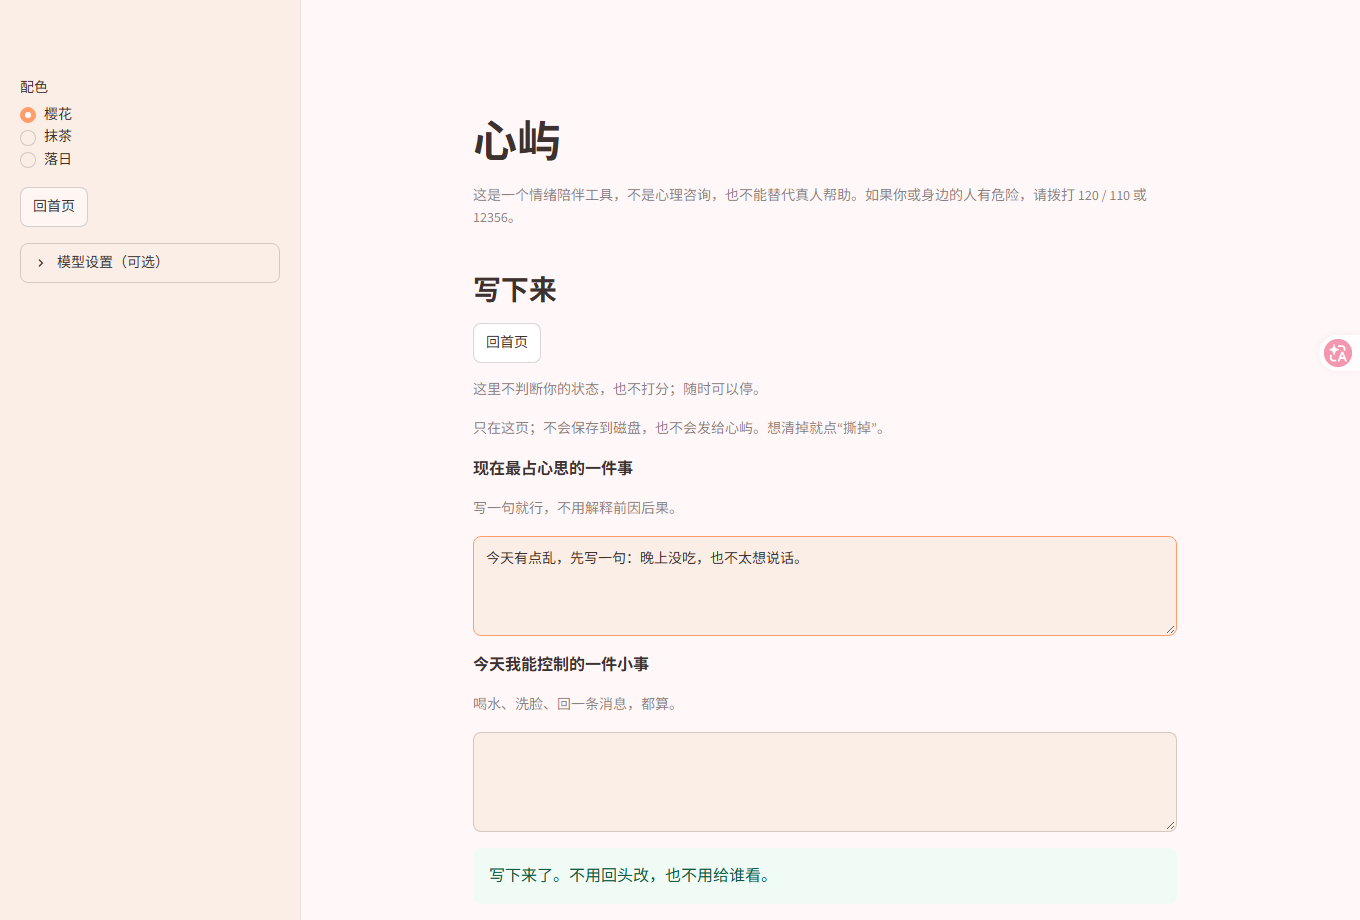 配色
樱花
抹茶
落日
回首页
模型设置（可选）
心屿
这是一个情绪陪伴工具，不是心理咨询，也不能替代真人帮助。如果你或身边的人有危险，请拨打 120 / 110 或
12356。
写下来
回首页
这里不判断你的状态，也不打分；随时可以停。
只在这页；不会保存到磁盘，也不会发给心屿。想清掉就点“撕掉”。
现在最占心思的一件事
写一句就行，不用解释前因后果。
今天有点乱，先写一句：晚上没吃，也不太想说话。
今天我能控制的一件小事
喝水、洗脸、回一条消息，都算。
写下来了。不用回头改，也不用给谁看。